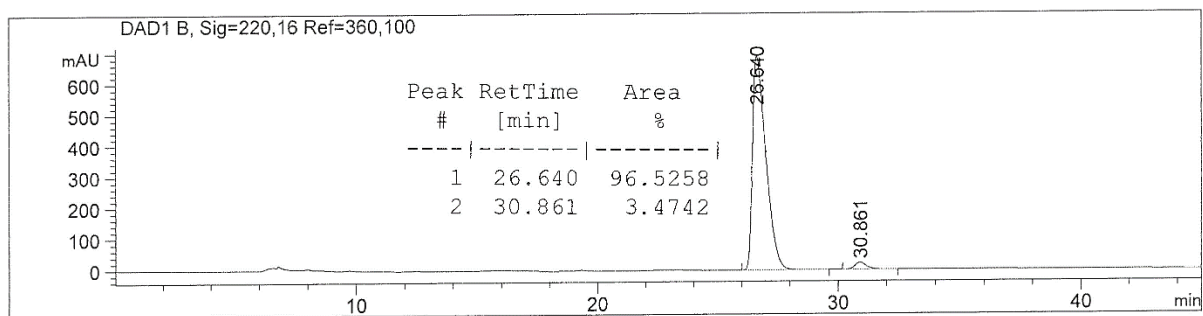 DAD1 B, Sig=220,16 Ref=360,100
mAU
600
500
400
300
200
100
0
Peak RetTime Area
# [min] %
----|-------|---------|
1 26.640 96.5258
2 30.861 3.4742
26.640
30.861
10 20 30 40 min